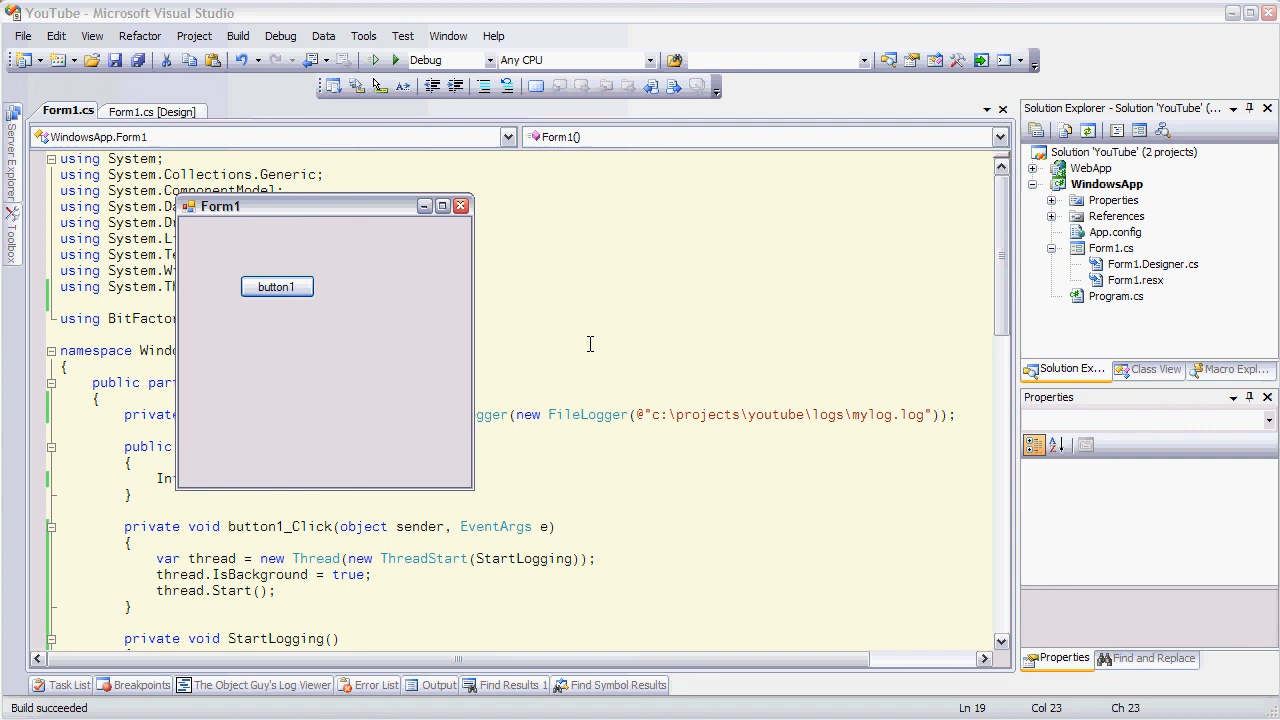 YouTube - Microsoft Visual Studio
File Edit View Refactor Project Build Debug Data Tools Test Window Help
Debug Any CPU
Form1.cs Form1.cs [Design]
WindowsApp.Form1 Form1()
using System;
using System.Collections.Generic;
using System.ComponentModel;
using System.Da
using System.D
using System.Li
using System.Te
using System.W
using System.Th
using BitFactor
namespace Windo
{
public part
{
private gger(new FileLogger(@"c:\projects\youtube\logs\mylog.log"));
public
{
In
}
private void button1_Click(object sender, EventArgs e)
{
var thread = new Thread(new ThreadStart(StartLogging));
thread.IsBackground = true;
thread.Start();
}
private void StartLogging()
Form1
button1
Server Explorer
Toolbox
Solution Explorer - Solution 'YouTube' (...
Solution 'YouTube' (2 projects)
WebApp
WindowsApp
Properties
References
App.config
Form1.cs
Form1.Designer.cs
Form1.resx
Program.cs
Solution Ex... Class View Macro Expl...
Properties
Properties Find and Replace
Task List Breakpoints The Object Guy's Log Viewer Error List Output Find Results 1 Find Symbol Results
Build succeeded Ln 19 Col 23 Ch 23